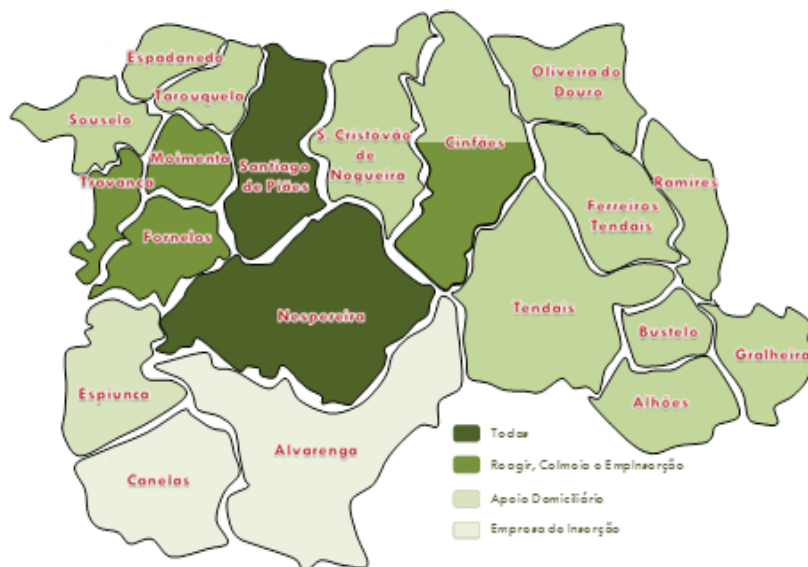 Espadanedo
Tarouquela
Souselo
Oliveira do
Douro
Moimenta
Travanca
Santiago
de Piães
S. Cristóvão
de
Nogueira
Cinfães
Ramires
Ferreiros
Tendais
Fornelos
Nespereira
Tendais
Bustelo
Gralheira
Espiunca
Alhões
Alvarenga
Canelas
Todas
Reagir, Colmeia e EmpInserção
Apoio Domiciliário
Empresa de Inserção